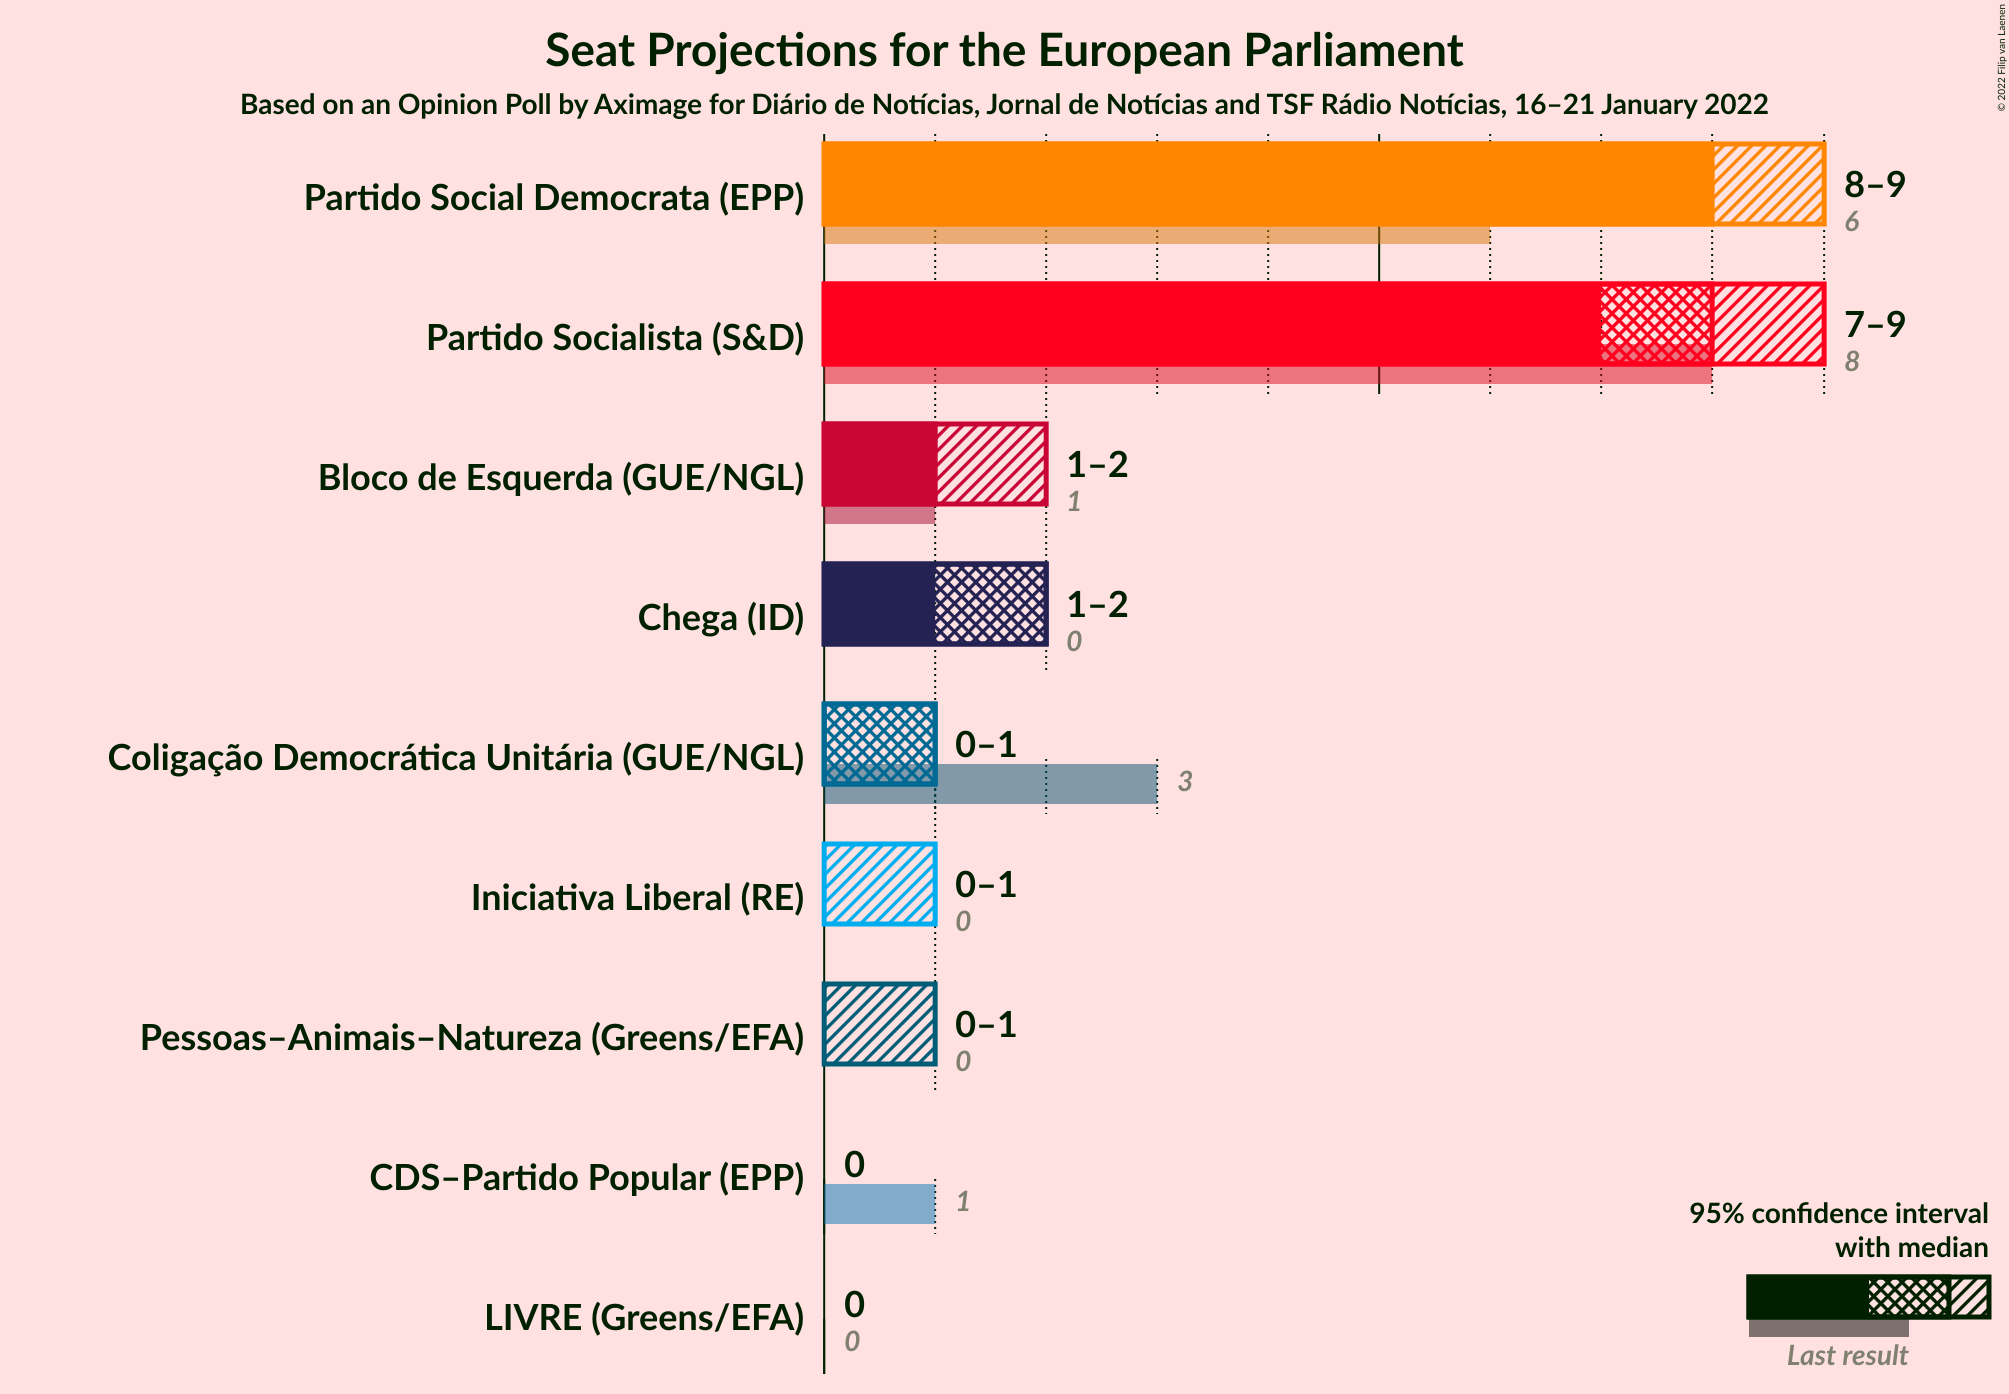 Seat Projections for the European Parliament
Based on an Opinion Poll by Aximage for Diário de Notícias, Jornal de Notícias and TSF Rádio Notícias, 16–21 January 2022
© 2022 Filip van Laenen
Partido Social Democrata (EPP)
8–9
6
Partido Socialista (S&D)
7–9
8
Bloco de Esquerda (GUE/NGL)
1–2
1
Chega (ID)
1–2
0
Coligação Democrática Unitária (GUE/NGL)
0–1
3
Iniciativa Liberal (RE)
0–1
0
Pessoas–Animais–Natureza (Greens/EFA)
0–1
0
CDS–Partido Popular (EPP)
0
1
LIVRE (Greens/EFA)
0
0
95% confidence interval
with median
Last result